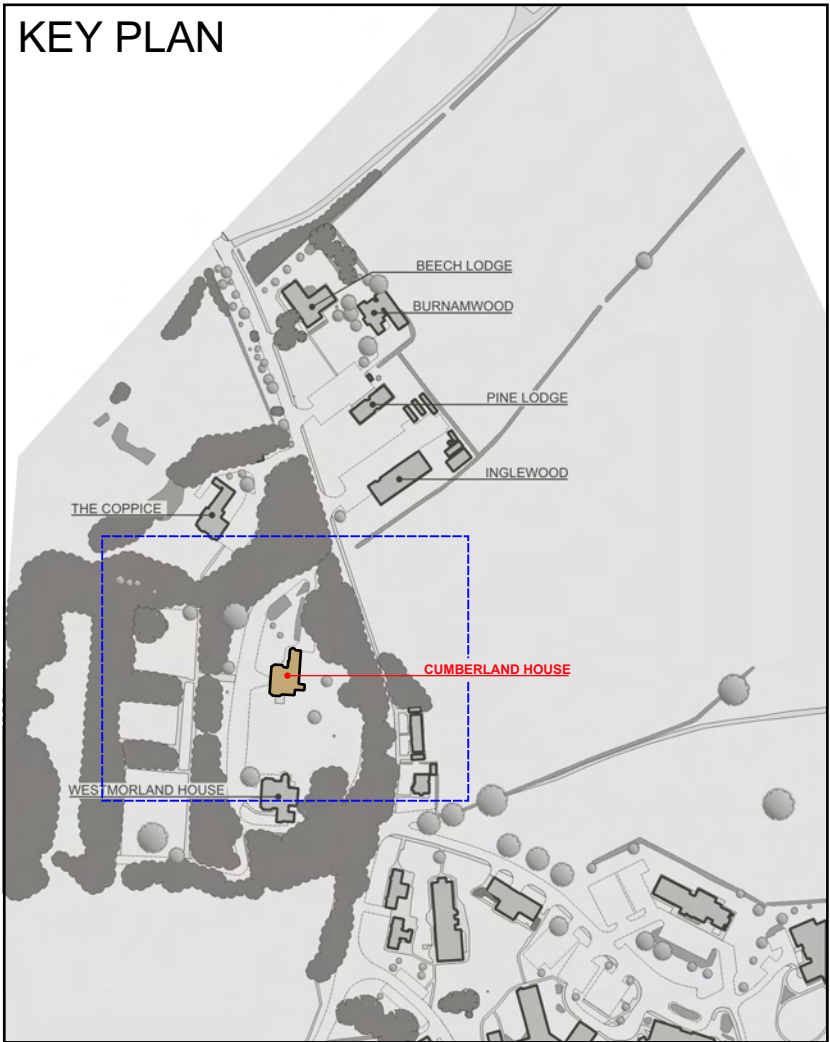 KEY PLAN
BEECH LODGE
BURNAMWOOD
PINE LODGE
INGLEWOOD
THE COPPICE
CUMBERLAND HOUSE
WESTMORLAND HOUSE